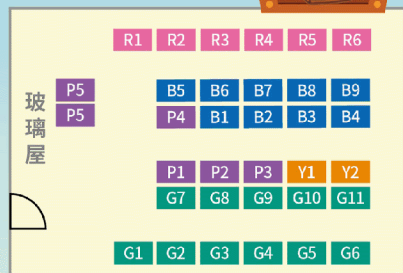 R1 R2 R3 R4 R5 R6
P5 B5 B6 B7 B8 B9
P5 P4 B1 B2 B3 B4
玻璃屋
P1 P2 P3 Y1 Y2
G7 G8 G9 G10 G11
G1 G2 G3 G4 G5 G6